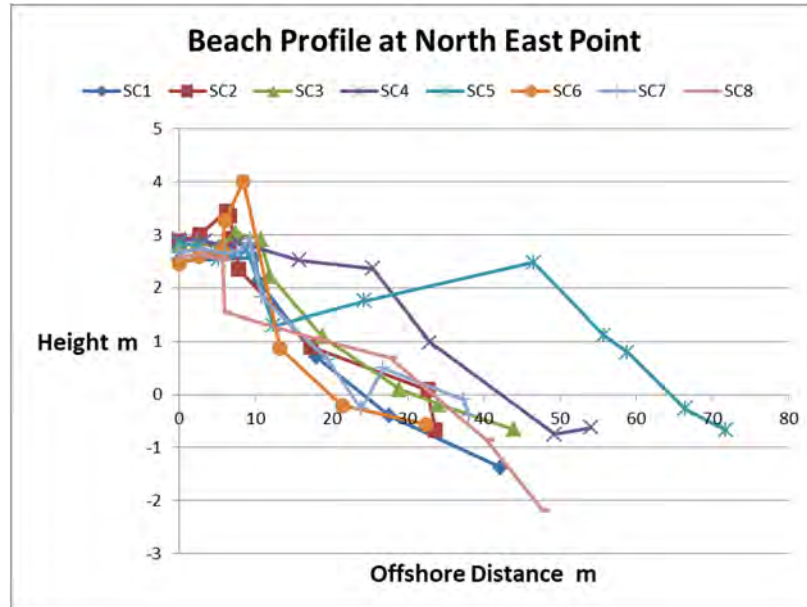 Beach Profile at North East Point
SC1 SC2 SC3 SC4 SC5 SC6 SC7 SC8
5
4
3
2
1
0
-1
-2
-3
Height m
0 10 20 30 40 50 60 70 80
Offshore Distance m